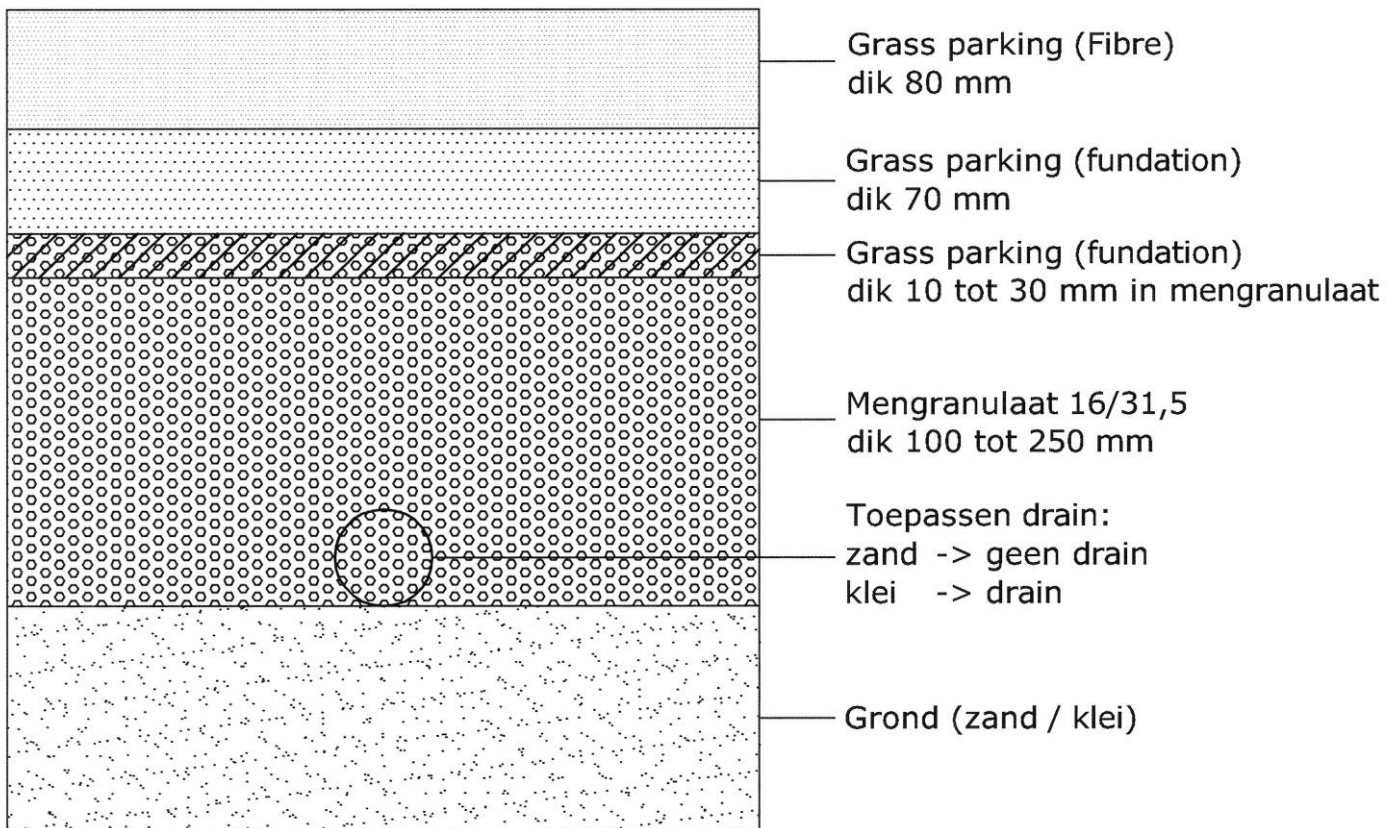 Grass parking (Fibre)
dik 80 mm
Grass parking (fundation)
dik 70 mm
Grass parking (fundation)
dik 10 tot 30 mm in mengranulaat
Mengranulaat 16/31,5
dik 100 tot 250 mm
Toepassen drain:
zand -> geen drain
klei -> drain
Grond (zand / klei)